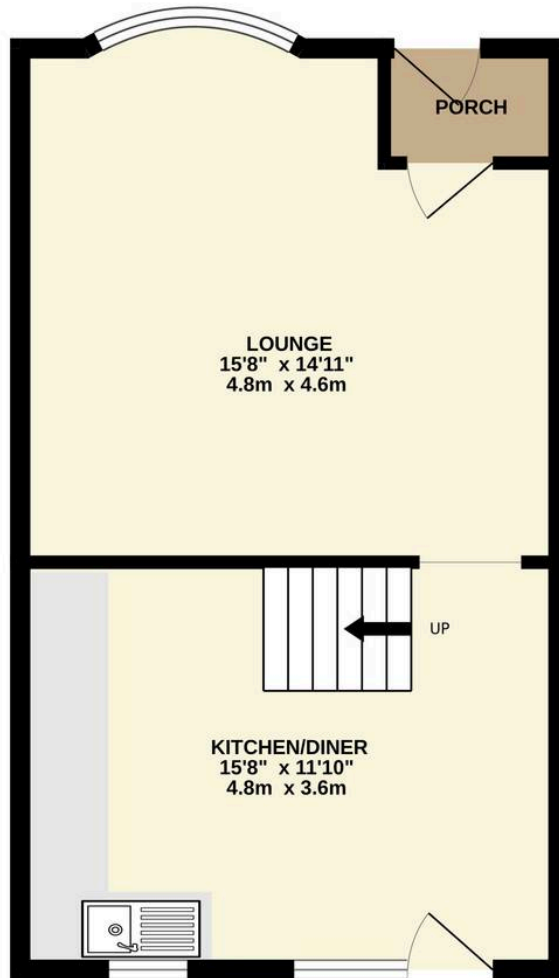 PORCH
LOUNGE
15'8" x 14'11"
4.8m x 4.6m
UP
KITCHEN/DINER
15'8" x 11'10"
4.8m x 3.6m